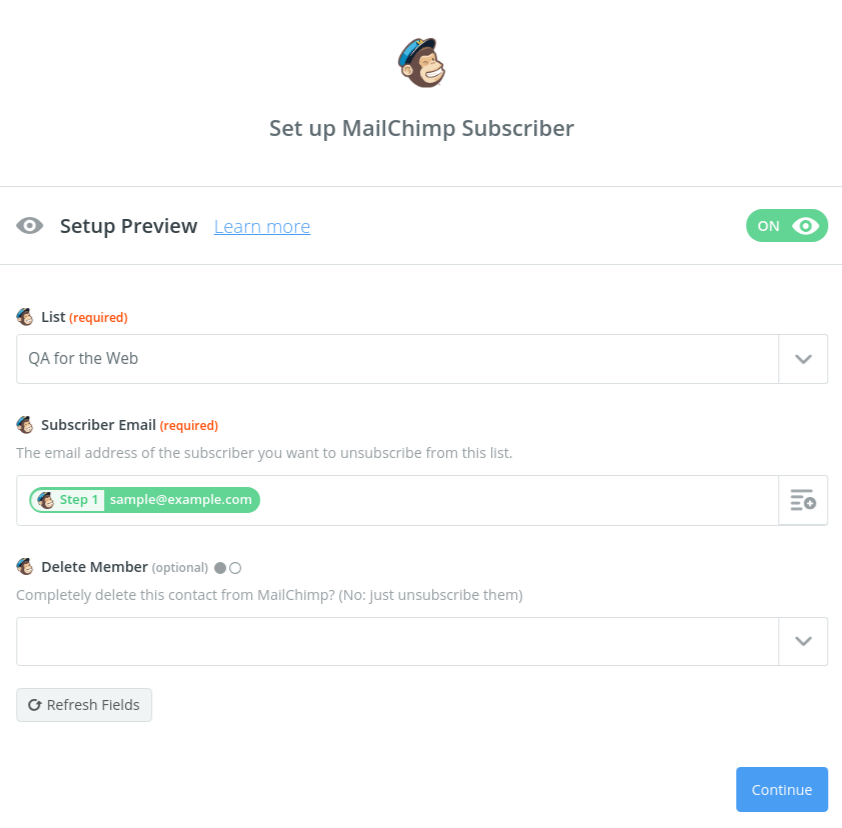 Set up MailChimp Subscriber
Setup Preview Learn more ON
List (required)
QA for the Web
Subscriber Email (required)
The email address of the subscriber you want to unsubscribe from this list.
Step 1 sample@example.com
Delete Member (optional)
Completely delete this contact from MailChimp? (No: just unsubscribe them)
Refresh Fields
Continue